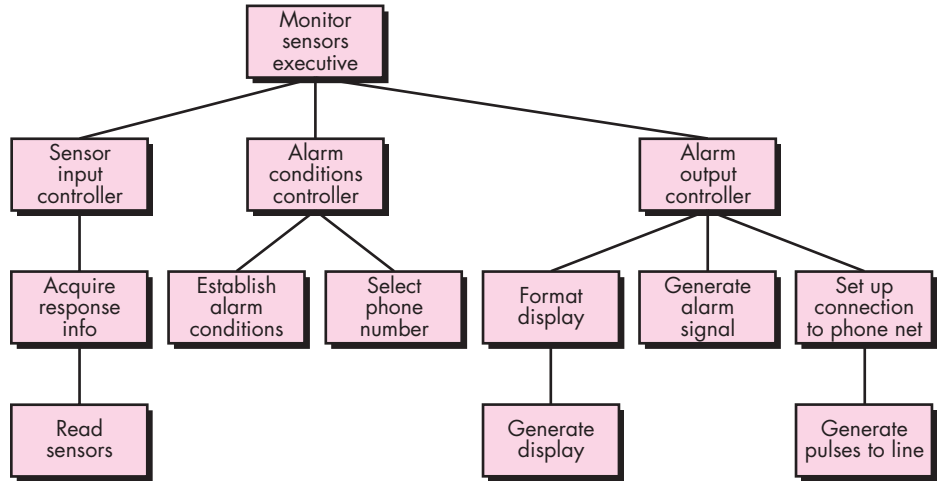 Monitor
sensors
executive
Sensor
input
controller
Alarm
conditions
controller
Alarm
output
controller
Acquire
response
info
Establish
alarm
conditions
Select
phone
number
Format
display
Generate
alarm
signal
Set up
connection
to phone net
Read
sensors
Generate
display
Generate
pulses to line